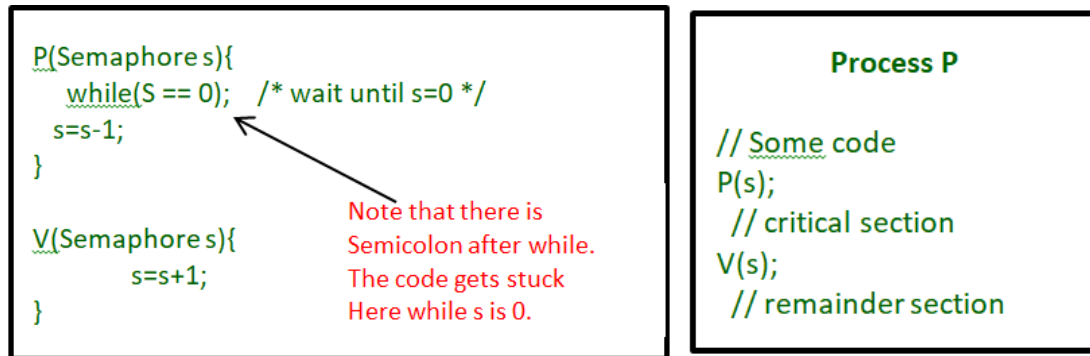 P(Semaphore s){
while(S == 0); /* wait until s=0 */
s=s-1;
}
Note that there is
Semicolon after while.
The code gets stuck
Here while s is 0.
V(Semaphore s){
s=s+1;
}
Process P
// Some code
P(s);
// critical section
V(s);
// remainder section